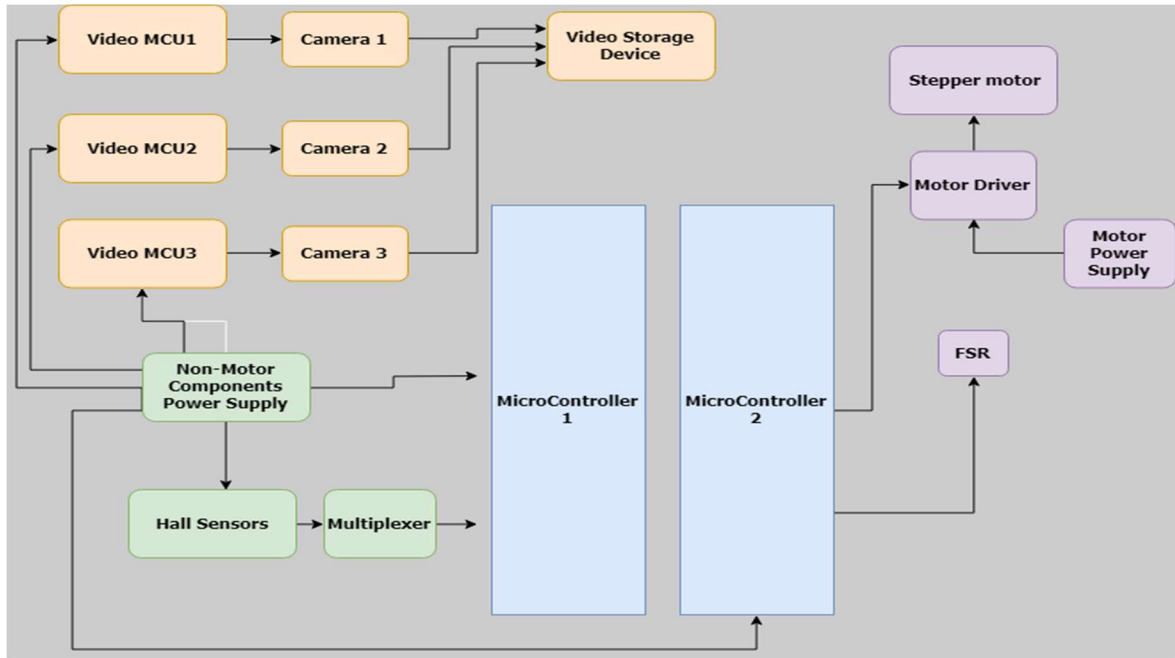 Video MCU1
Camera 1
Video Storage
Device
Stepper motor
Video MCU2
Camera 2
Motor Driver
Video MCU3
Camera 3
Motor
Power
Supply
Non-Motor
Components
Power Supply
FSR
MicroController
1
MicroController
2
Hall Sensors
Multiplexer